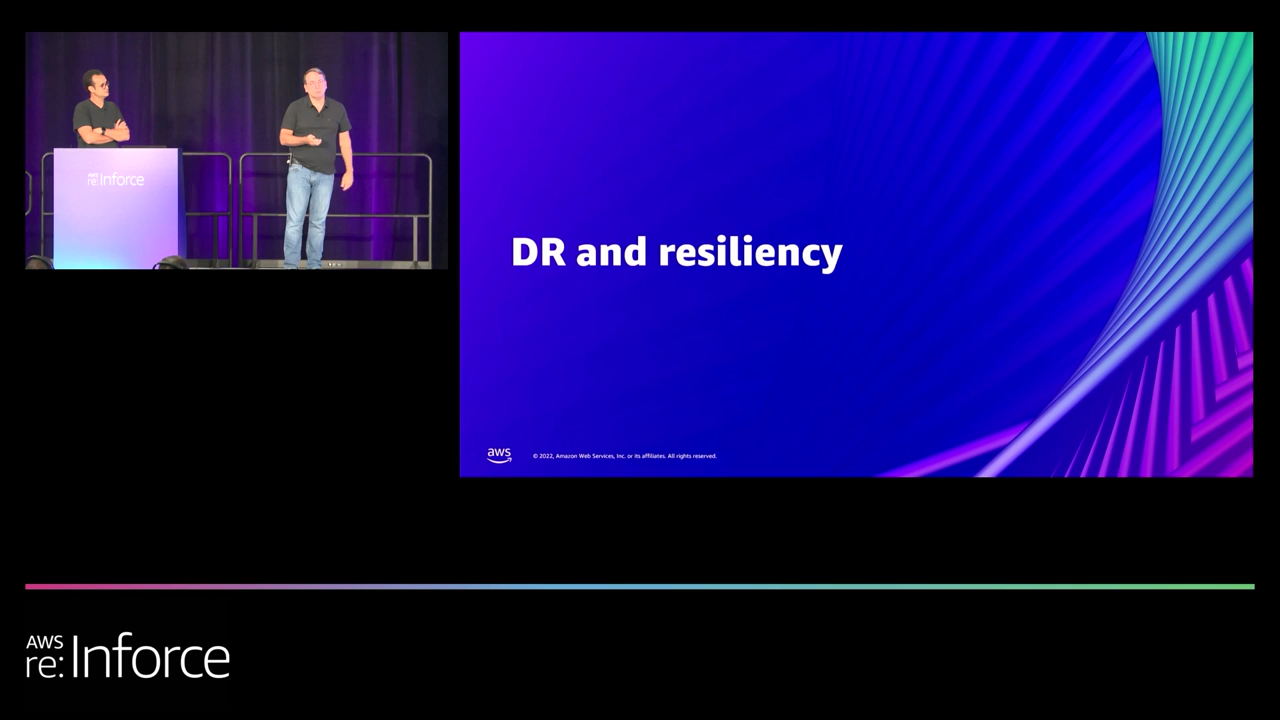 aws
re:Inforce
DR and resiliency
aws
© 2022, Amazon Web Services, Inc. or its affiliates. All rights reserved.
AWS
re:Inforce